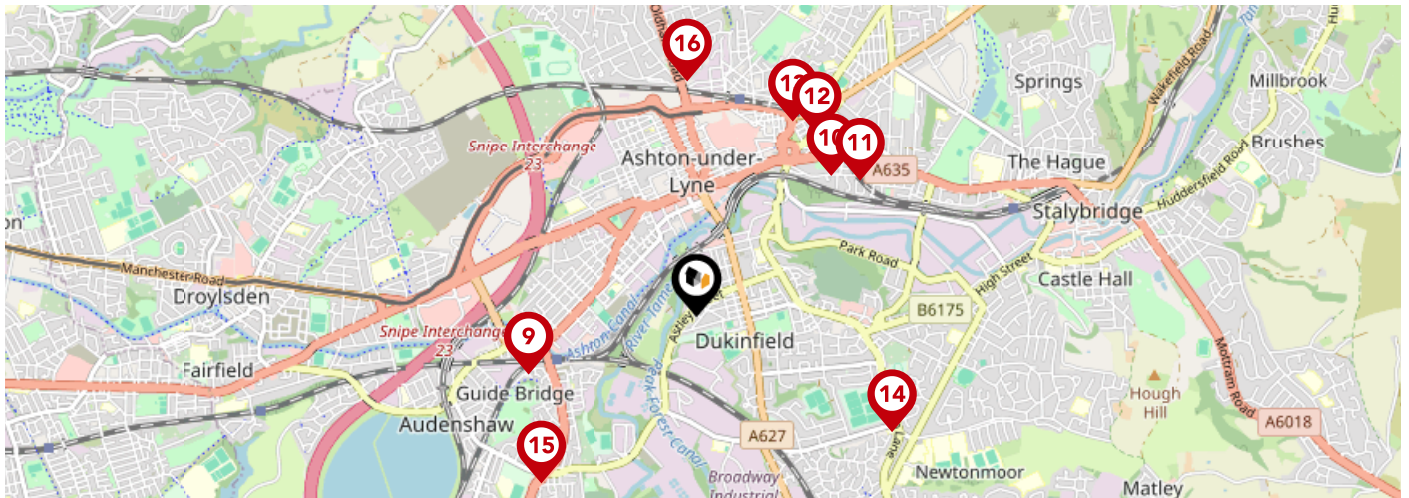 Oldham Road
16
Wakefield Road
Springs
Millbrook
12
Snipe Interchange
23
Ashton-under-
Lyne
10
11
A635
The Hague
Brushes
Huddersfield Road
Stalybridge
Manchester Road
Droylsden
Park Road
High Street
Castle Hall
B6175
Snipe Interchange
23
9
Ashton Canal
River Tame
Astley
Dukinfield
Fairfield
Guide Bridge
Audenshaw
Peak Forest Canal
14
Lane
Hough
Hill
Mottram Road
A6018
15
A627
Broadway
Industrial
Newtonmoor
Matley